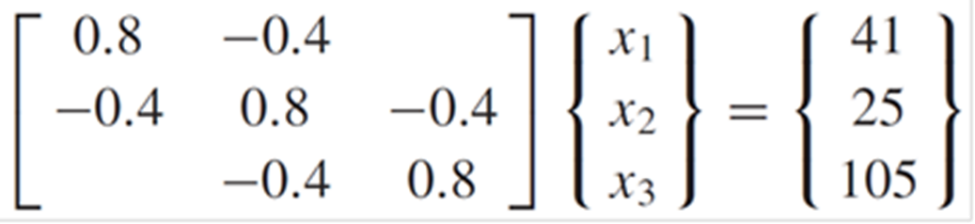 [ 0.8 −0.4 ] { x1 } = { 41 }
[ −0.4 0.8 −0.4 ] { x2 } = { 25 }
[ −0.4 0.8 ] { x3 } = { 105 }